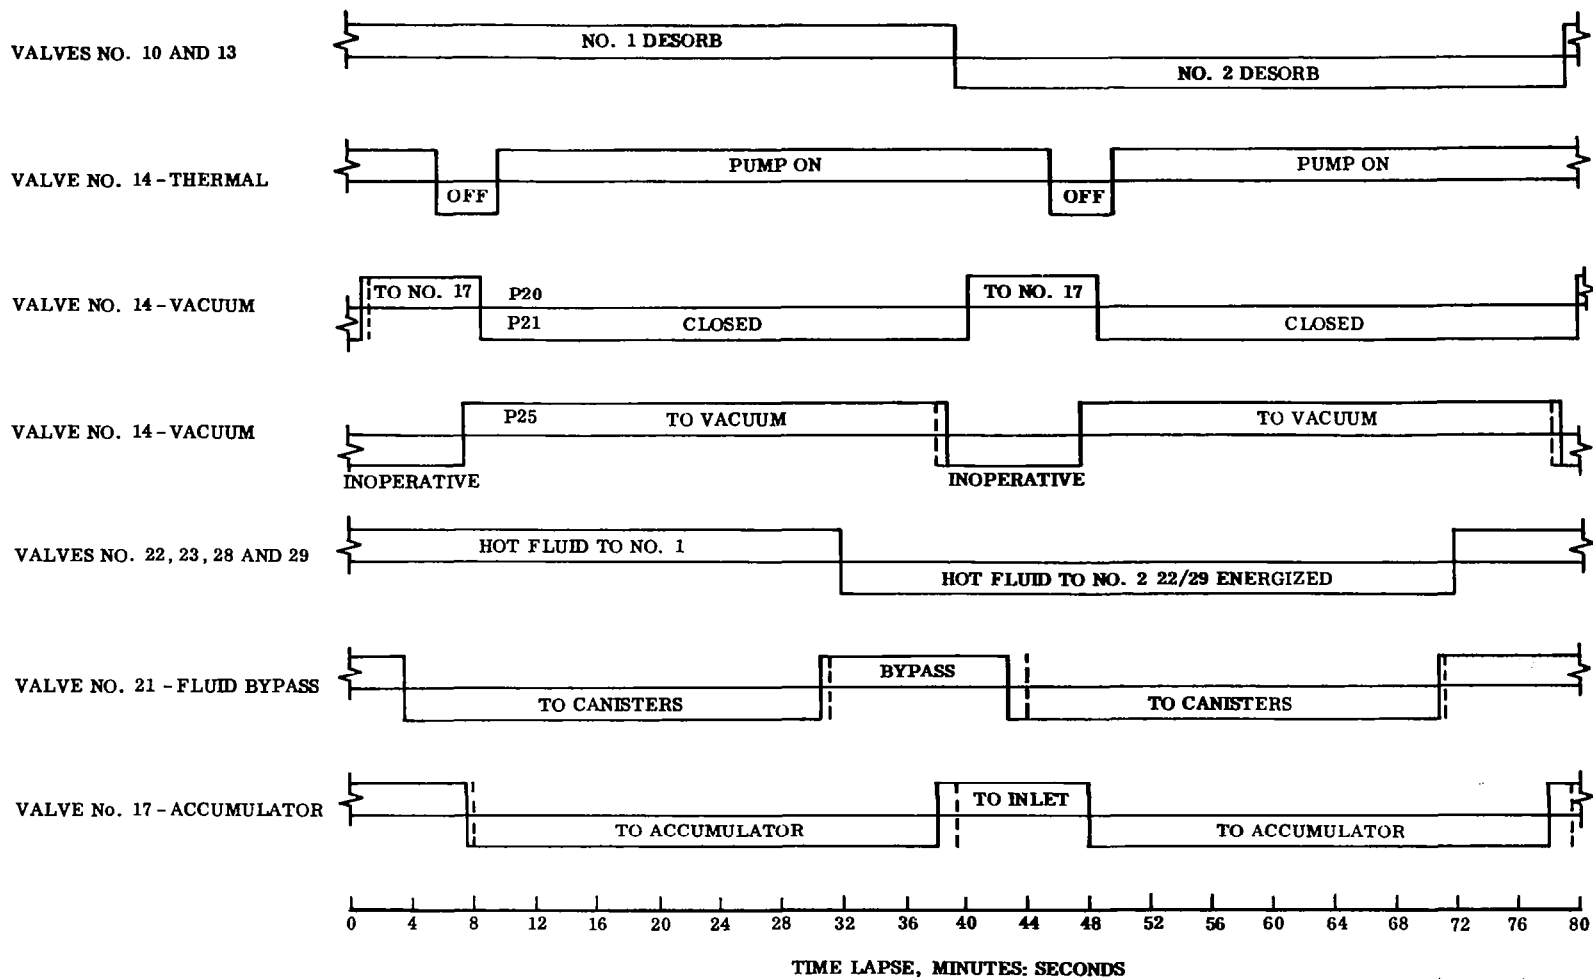 VALVES NO. 10 AND 13
NO. 1 DESORB
NO. 2 DESORB
VALVE NO. 14 - THERMAL
OFF
PUMP ON
OFF
PUMP ON
VALVE NO. 14 - VACUUM
TO NO. 17
P20
P21
CLOSED
TO NO. 17
CLOSED
VALVE NO. 14 - VACUUM
INOPERATIVE
P25
TO VACUUM
INOPERATIVE
TO VACUUM
VALVES NO. 22, 23, 28 AND 29
HOT FLUID TO NO. 1
HOT FLUID TO NO. 2 22/29 ENERGIZED
VALVE NO. 21 - FLUID BYPASS
TO CANISTERS
BYPASS
TO CANISTERS
VALVE No. 17 - ACCUMULATOR
TO ACCUMULATOR
TO INLET
TO ACCUMULATOR
0 4 8 12 16 20 24 28 32 36 40 44 48 52 56 60 64 68 72 76 80
TIME LAPSE, MINUTES: SECONDS